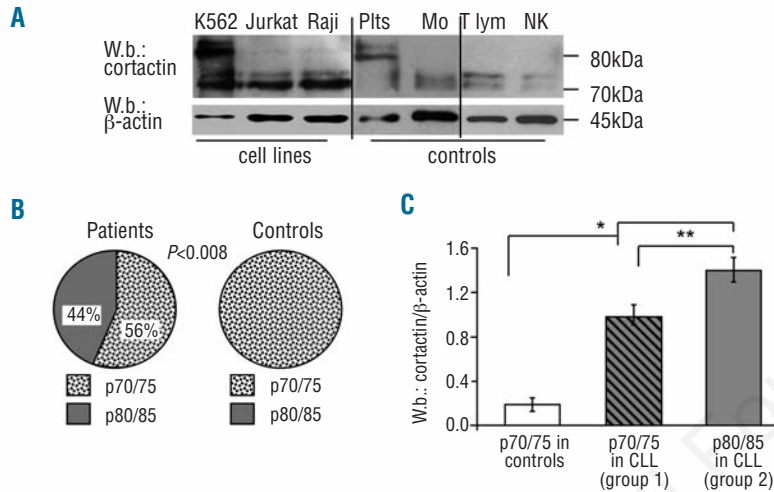 A
K562 Jurkat Raji Plts Mo T lym NK
W.b.:
cortactin
80kDa
70kDa
W.b.:
β-actin
45kDa
cell lines
controls
B
Patients
Controls
P<0.008
44%
56%
p70/75
p80/85
p70/75
p80/85
C
*
**
W.b.: cortactin/β-actin
1.6
1.2
0.8
0.4
0.0
p70/75 in
controls
p70/75
in CLL
(group 1)
p80/85
in CLL
(group 2)